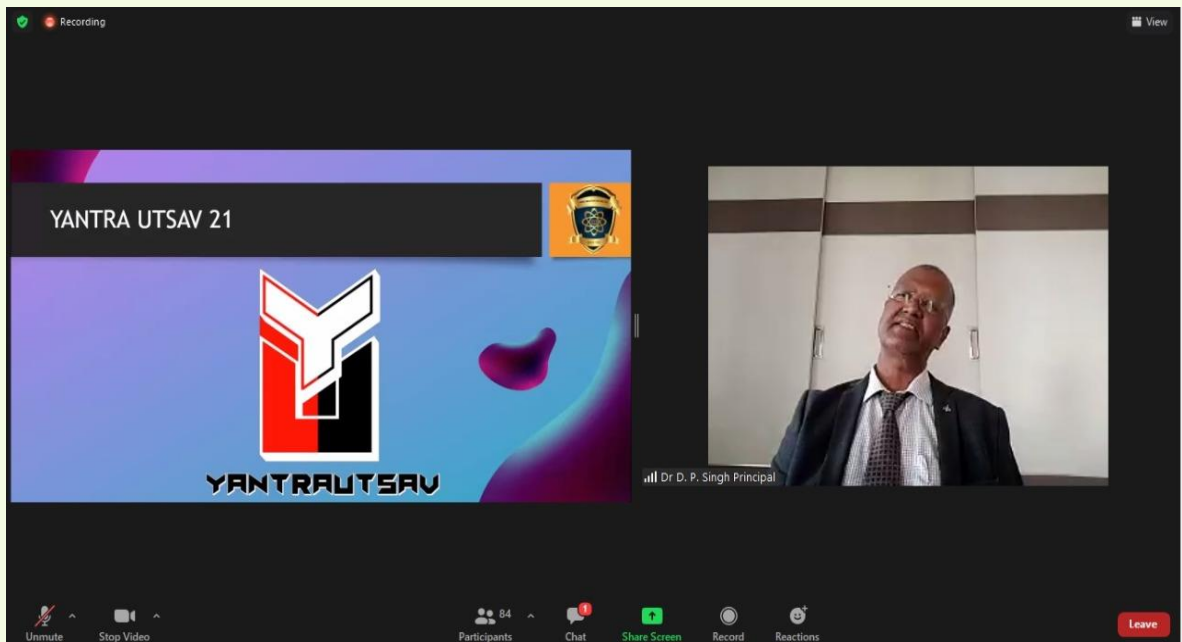 Recording
View
YANTRA UTSAV 21
YANTRAUTSAV
Dr D. P. Singh Principal
Unmute
Stop Video
84
Participants
1
Chat
Share Screen
Record
Reactions
Leave